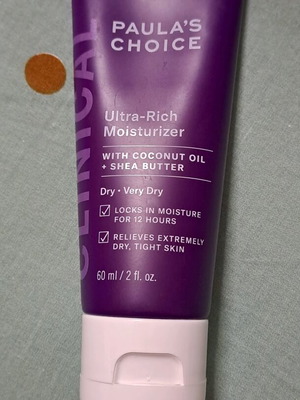 PAULA'S
CHOICE
CLINICAL
Ultra-Rich
Moisturizer
WITH COCONUT OIL
+ SHEA BUTTER
Dry • Very Dry
LOCKS IN MOISTURE
FOR 12 HOURS
RELIEVES EXTREMELY
DRY, TIGHT SKIN
60 ml / 2 fl. oz.